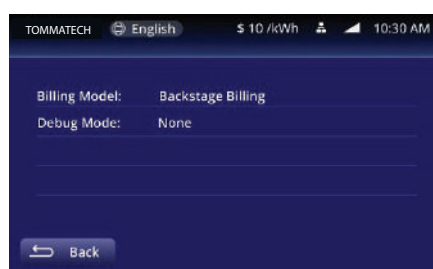 TOMMATECH English $ 10 /kWh 10:30 AM
Billing Model: Backstage Billing
Debug Mode: None
Back